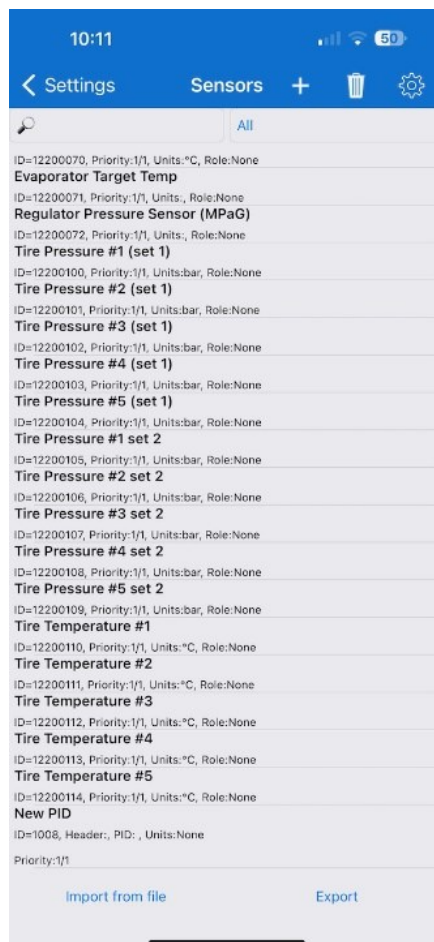 10:11
50
Settings
Sensors
All
ID=12200070, Priority:1/1, Units:°C, Role:None
Evaporator Target Temp
ID=12200071, Priority:1/1, Units:, Role:None
Regulator Pressure Sensor (MPaG)
ID=12200072, Priority:1/1, Units:, Role:None
Tire Pressure #1 (set 1)
ID=12200100, Priority:1/1, Units:bar, Role:None
Tire Pressure #2 (set 1)
ID=12200101, Priority:1/1, Units:bar, Role:None
Tire Pressure #3 (set 1)
ID=12200102, Priority:1/1, Units:bar, Role:None
Tire Pressure #4 (set 1)
ID=12200103, Priority:1/1, Units:bar, Role:None
Tire Pressure #5 (set 1)
ID=12200104, Priority:1/1, Units:bar, Role:None
Tire Pressure #1 set 2
ID=12200105, Priority:1/1, Units:bar, Role:None
Tire Pressure #2 set 2
ID=12200106, Priority:1/1, Units:bar, Role:None
Tire Pressure #3 set 2
ID=12200107, Priority:1/1, Units:bar, Role:None
Tire Pressure #4 set 2
ID=12200108, Priority:1/1, Units:bar, Role:None
Tire Pressure #5 set 2
ID=12200109, Priority:1/1, Units:bar, Role:None
Tire Temperature #1
ID=12200110, Priority:1/1, Units:°C, Role:None
Tire Temperature #2
ID=12200111, Priority:1/1, Units:°C, Role:None
Tire Temperature #3
ID=12200112, Priority:1/1, Units:°C, Role:None
Tire Temperature #4
ID=12200113, Priority:1/1, Units:°C, Role:None
Tire Temperature #5
ID=12200114, Priority:1/1, Units:°C, Role:None
New PID
ID=1008, Header:, PID: , Units:None
Priority:1/1
Import from file
Export